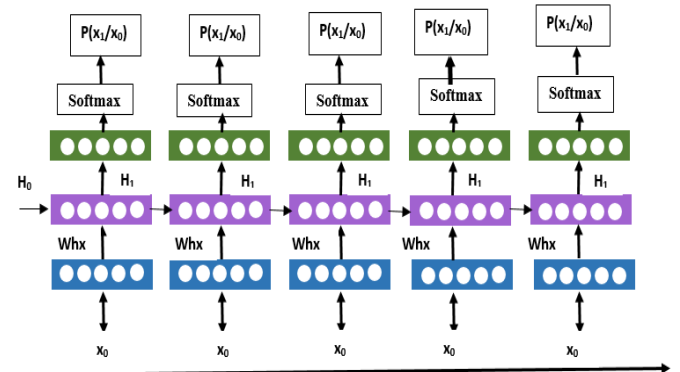 P(x₁/x₀) P(x₁/x₀) P(x₁/x₀) P(x₁/x₀) P(x₁/x₀)
Softmax Softmax Softmax Softmax Softmax
H₀ H₁ H₁ H₁ H₁ H₁
Whx Whx Whx Whx Whx
x₀ x₀ x₀ x₀ x₀